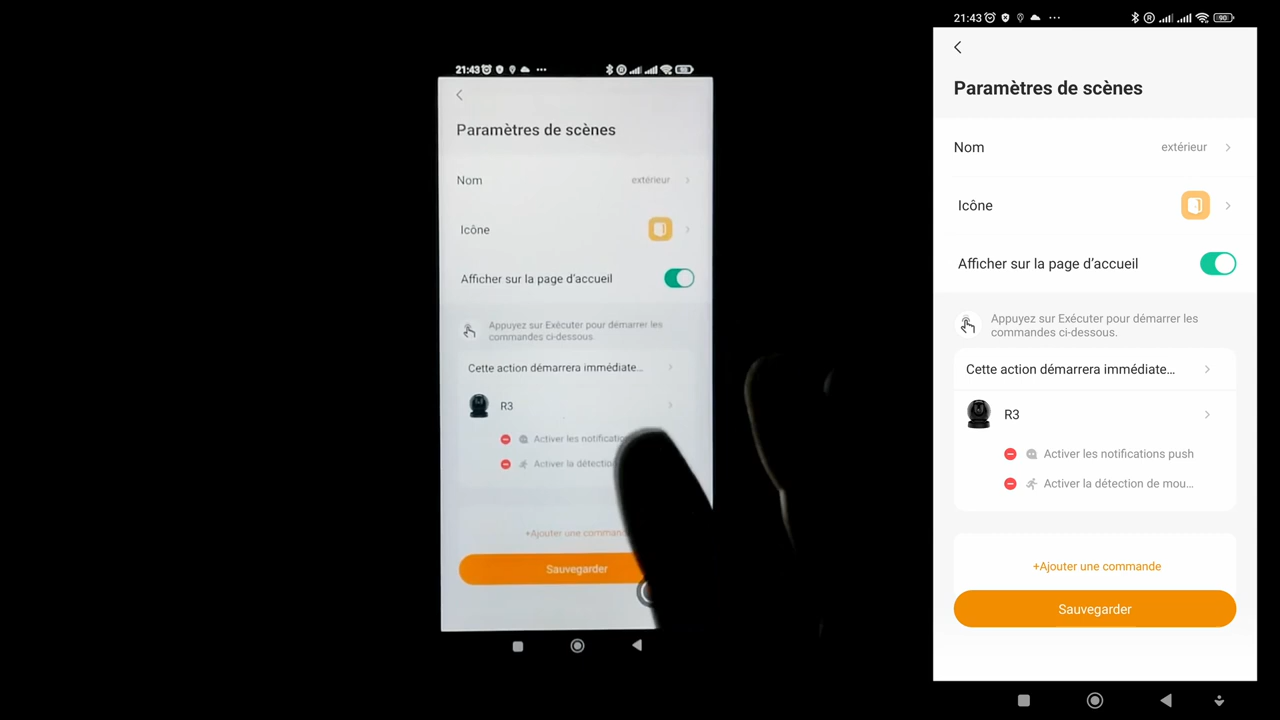 21:43
Paramètres de scènes
Nom
extérieur
Icône
Afficher sur la page d'accueil
Appuyez sur Exécuter pour démarrer les
commandes ci-dessous.
Cette action démarrera immédiate...
R3
Activer les notificatio
Activer la détection
+Ajouter une comman
Sauvegarder
21:43
90
Paramètres de scènes
Nom
extérieur
Icône
Afficher sur la page d'accueil
Appuyez sur Exécuter pour démarrer les
commandes ci-dessous.
Cette action démarrera immédiate...
R3
Activer les notifications push
Activer la détection de mou...
+Ajouter une commande
Sauvegarder